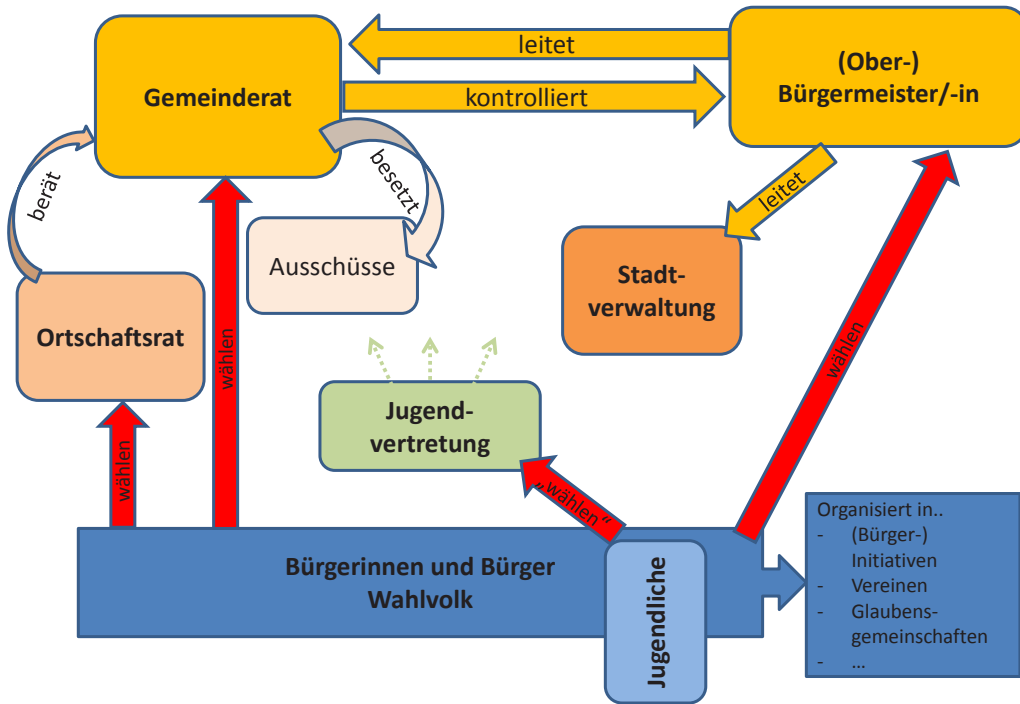 leitet
(Ober-)
Bürgermeister/-in
Gemeinderat
kontrolliert
berät
besetzt
leitet
Ausschüsse
Stadt-
verwaltung
Ortschaftsrat
wählen
wählen
Jugend-
vertretung
wählen
„wählen“
Bürgerinnen und Bürger
Wahlvolk
Jugendliche
Organisiert in..
- (Bürger-)
Initiativen
- Vereinen
- Glaubens-
gemeinschaften
- ...